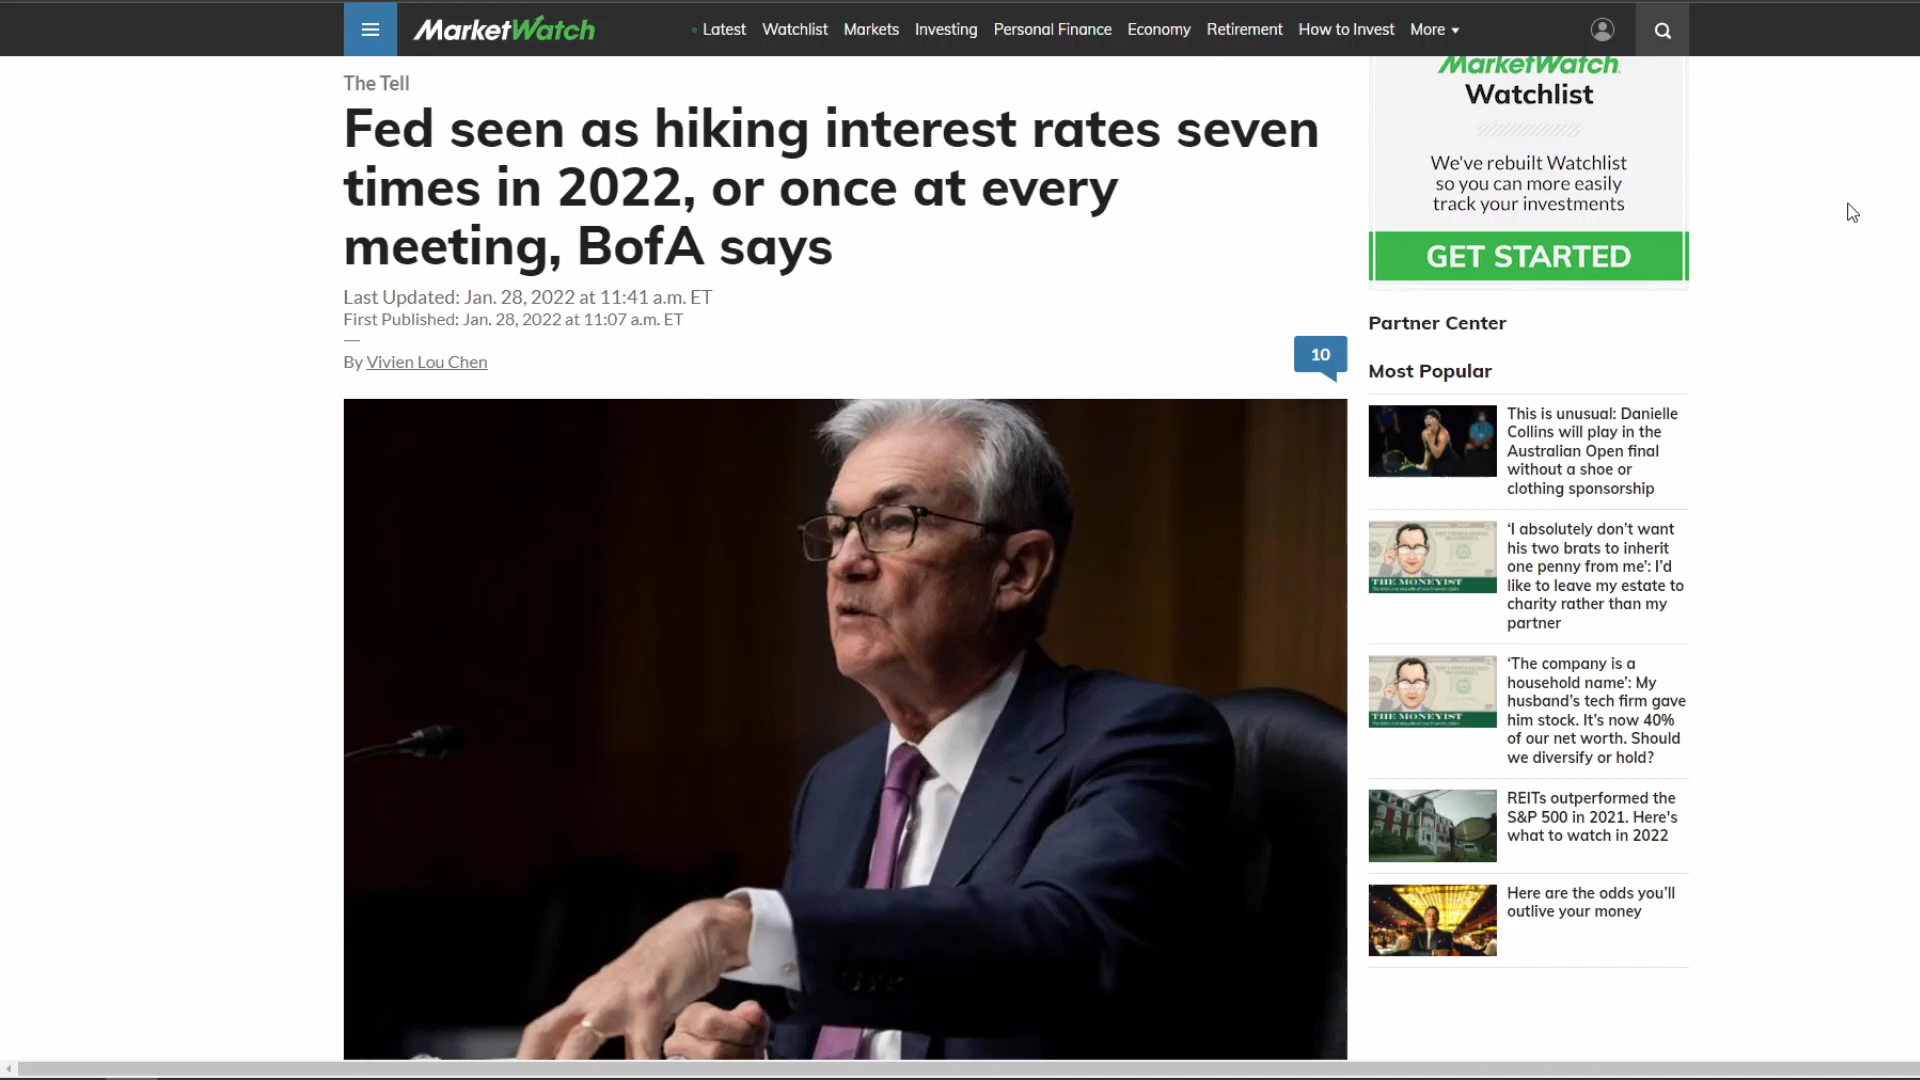 MarketWatch
Latest Watchlist Markets Investing Personal Finance Economy Retirement How to Invest More
The Tell
Fed seen as hiking interest rates seven
times in 2022, or once at every
meeting, BofA says
Last Updated: Jan. 28, 2022 at 11:41 a.m. ET
First Published: Jan. 28, 2022 at 11:07 a.m. ET
By Vivien Lou Chen
10
MarketWatch
Watchlist
We've rebuilt Watchlist
so you can more easily
track your investments
GET STARTED
Partner Center
Most Popular
This is unusual: Danielle
Collins will play in the
Australian Open final
without a shoe or
clothing sponsorship
THE MONEYIST
‘I absolutely don’t want
his two brats to inherit
one penny from me’: I’d
like to leave my estate to
charity rather than my
partner
THE MONEYIST
‘The company is a
household name’: My
husband’s tech firm gave
him stock. It’s now 40%
of our net worth. Should
we diversify or hold?
REITs outperformed the
S&P 500 in 2021. Here's
what to watch in 2022
Here are the odds you’ll
outlive your money